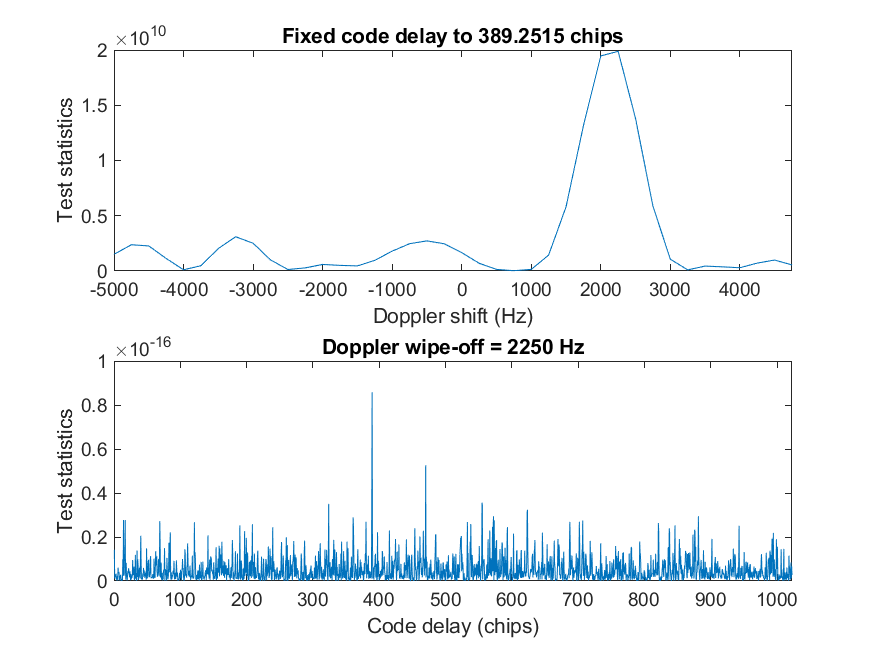 ×10^10
Fixed code delay to 389.2515 chips
2
1.5
1
0.5
0
Test statistics
-5000 -4000 -3000 -2000 -1000 0 1000 2000 3000 4000
Doppler shift (Hz)
×10^-16
Doppler wipe-off = 2250 Hz
1
0.8
0.6
0.4
0.2
0
Test statistics
0 100 200 300 400 500 600 700 800 900 1000
Code delay (chips)